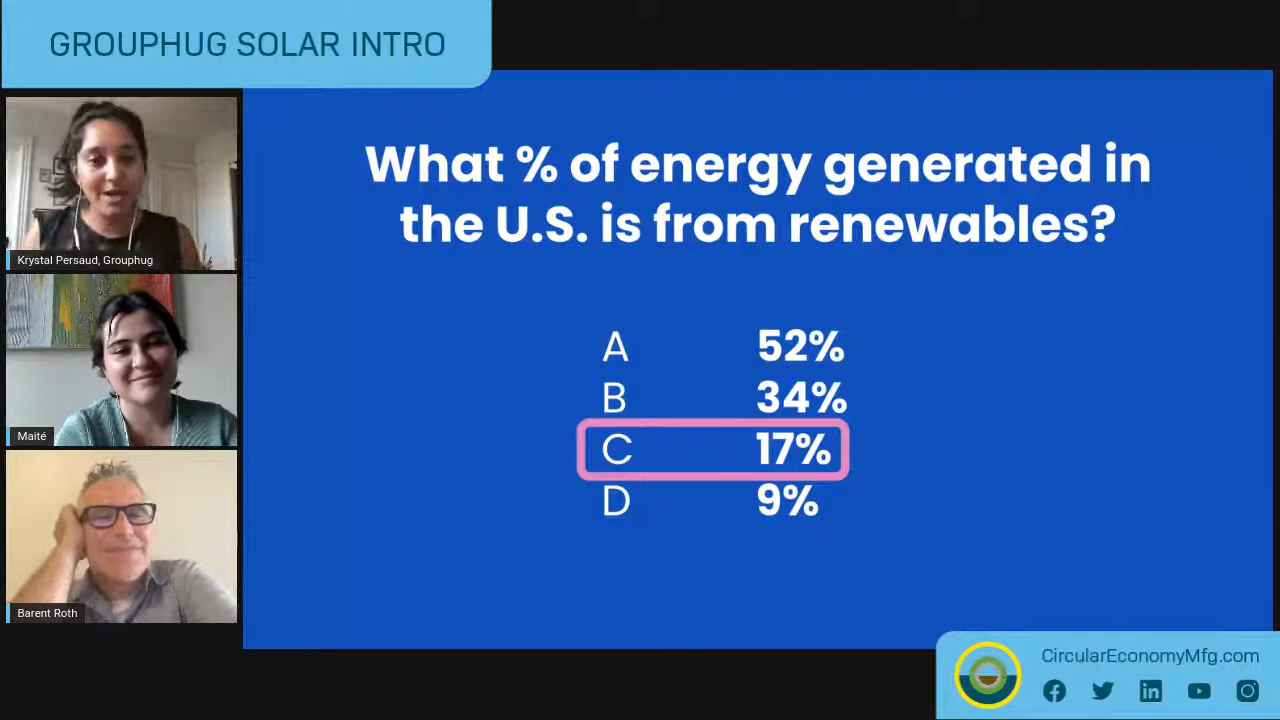 GROUPHUG SOLAR INTRO
What % of energy generated in
the U.S. is from renewables?
A 52%
B 34%
C 17%
D 9%
Krystal Persaud, Grouphug
Maité
Barent Roth
CircularEconomyMfg.com